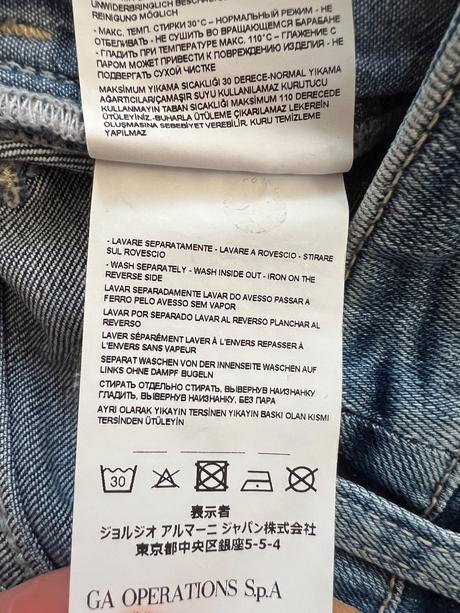 UNWIDERBRINGLICH BESCHÄ
REINIGUNG MÖGLICH
- МАКС. ТЕМП. СТИРКИ 30°C – НОРМАЛЬНЫЙ РЕЖИМ - НЕ
ОТБЕЛИВАТЬ - НЕ СУШИТЬ ВО ВРАЩАЮЩЕМСЯ БАРАБАНЕ
- ГЛАДИТЬ ПРИ ТЕМПЕРАТУРЕ МАКС. 110°C – ГЛАЖЕНИЕ С
ПАРОМ МОЖЕТ ПРИВЕСТИ К ПОВРЕЖДЕНИЮ ИЗДЕЛИЯ - НЕ
ПОДВЕРГАТЬ СУХОЙ ЧИСТКЕ
MAKSIMUM YIKAMA SICAKLIĞI 30 DERECE-NORMAL YIKAMA
AĞARTICILAR/ÇAMAŞIR SUYU KULLANILAMAZ KURUTUCU
KULLANMAYIN TABAN SICAKLIĞI MAKSIMUM 110 DERECEDE
ÜTÜLEYİNİZ.-BUHARLA ÜTÜLEME ÇIKARILAMAZ LEKEREİN
OLUŞMASINA SEBEBİYET VEREBİLİR. KURU TEMİZLEME
YAPILMAZ
- LAVARE SEPARATAMENTE - LAVARE A ROVESCIO - STIRARE
SUL ROVESCIO
- WASH SEPARATELY - WASH INSIDE OUT - IRON ON THE
REVERSE SIDE
LAVAR SEPARADAMENTE LAVAR DO AVESSO PASSAR A
FERRO PELO AVESSO SEM VAPOR
LAVAR POR SEPARADO LAVAR AL REVERSO PLANCHAR AL
REVERSO
LAVER SÉPARÉMENT LAVER À L'ENVERS REPASSER À
L'ENVERS SANS VAPEUR
SEPARAT WASCHEN VON DER INNENSEITE WASCHEN AUF
LINKS OHNE DAMPF BUGELN
СТИРАТЬ ОТДЕЛЬНО СТИРАТЬ, ВЫВЕРНУВ НАИЗНАНКУ
ГЛАДИТЬ, ВЫВЕРНУВ НАИЗНАНКУ, БЕЗ ПАРА
AYRI OLARAK YIKAYIN TERSİNEN YIKAYIN BASKI OLAN KISMI
TERSİNDEN ÜTÜLEYİN
30
表示者
ジョルジオ アルマーニ ジャパン株式会社
東京都中央区銀座5-5-4
GA OPERATIONS S.p.A